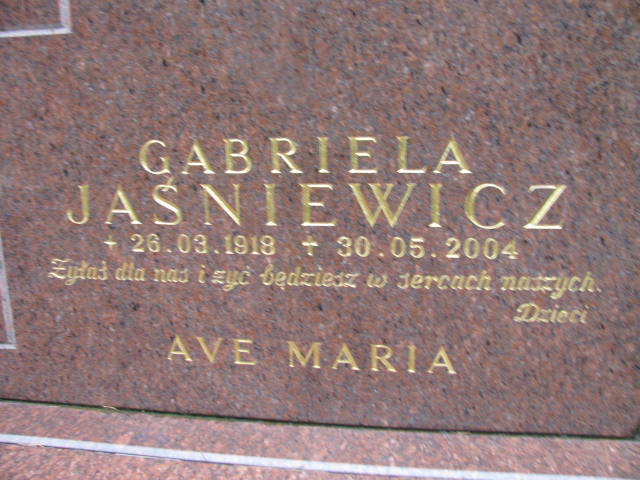 GABRIELA
JAŚNIEWICZ
+ 26.03.1918 ✝ 30.05.2004
Żyłaś dla nas i żyć będziesz w sercach naszych.
Dzieci
AVE MARIA